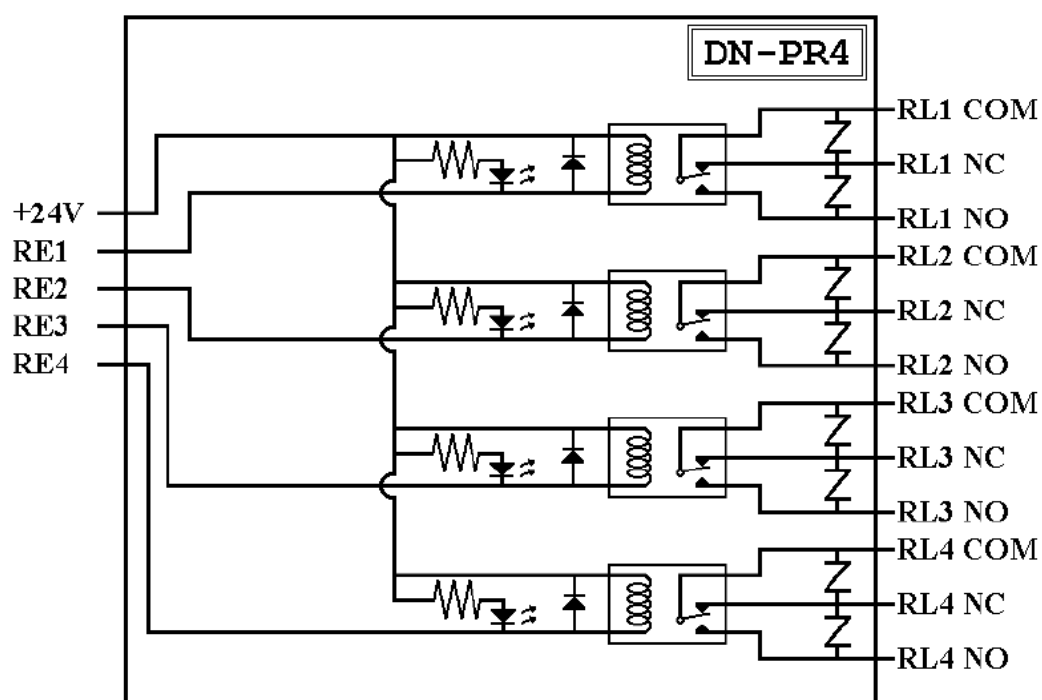 DN-PR4
RL1 COM
RL1 NC
RL1 NO
+24V
RE1
RE2
RE3
RE4
RL2 COM
RL2 NC
RL2 NO
RL3 COM
RL3 NC
RL3 NO
RL4 COM
RL4 NC
RL4 NO